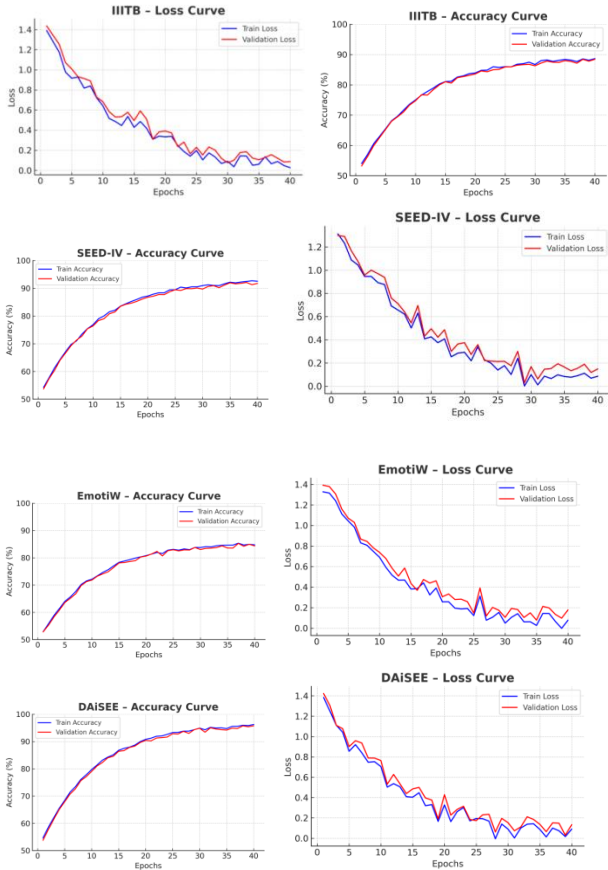 IIITB – Loss Curve
Train Loss
Validation Loss
Loss
1.4
1.2
1.0
0.8
0.6
0.4
0.2
0.0
0 5 10 15 20 25 30 35 40
Epochs
IIITB – Accuracy Curve
Train Accuracy
Validation Accuracy
Accuracy (%)
100
90
80
70
60
50
0 5 10 15 20 25 30 35 40
Epochs
SEED-IV – Accuracy Curve
Train Accuracy
Validation Accuracy
Accuracy (%)
100
90
80
70
60
50
0 5 10 15 20 25 30 35 40
Epochs
SEED-IV – Loss Curve
Train Loss
Validation Loss
Loss
1.2
1.0
0.8
0.6
0.4
0.2
0.0
0 5 10 15 20 25 30 35 40
Epochs
EmotiW – Accuracy Curve
Train Accuracy
Validation Accuracy
Accuracy (%)
100
90
80
70
60
50
0 5 10 15 20 25 30 35 40
Epochs
EmotiW – Loss Curve
Train Loss
Validation Loss
Loss
1.4
1.2
1.0
0.8
0.6
0.4
0.2
0.0
0 5 10 15 20 25 30 35 40
Epochs
DAiSEE – Accuracy Curve
Train Accuracy
Validation Accuracy
Accuracy (%)
100
90
80
70
60
50
0 5 10 15 20 25 30 35 40
Epochs
DAiSEE – Loss Curve
Train Loss
Validation Loss
Loss
1.4
1.2
1.0
0.8
0.6
0.4
0.2
0.0
0 5 10 15 20 25 30 35 40
Epochs